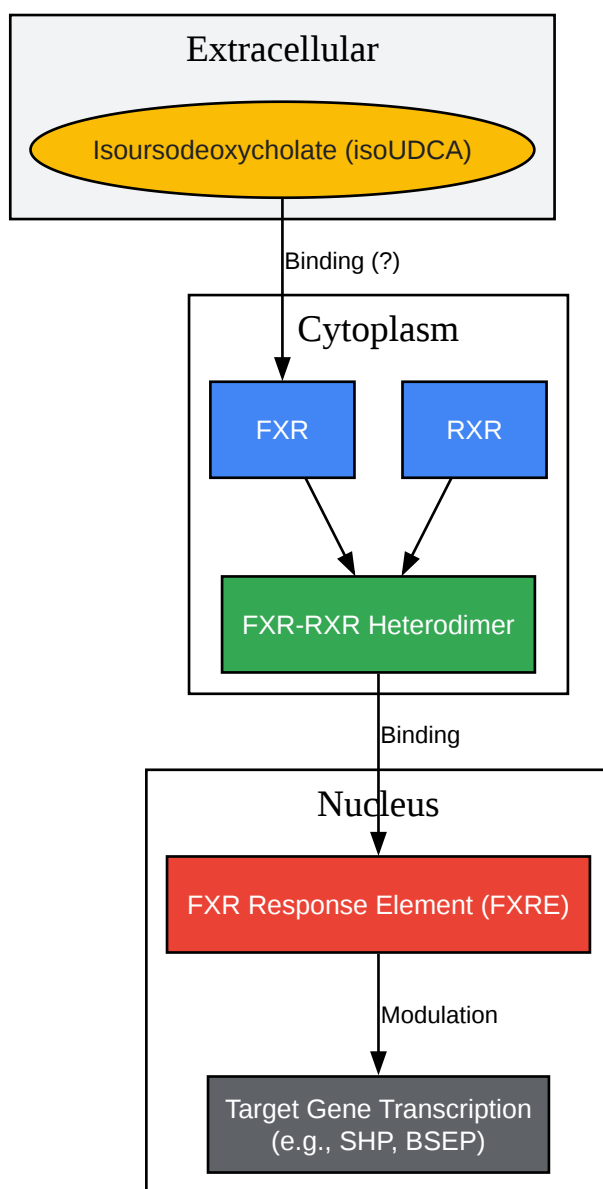 Extracellular
Isoursodeoxycholate (isoUDCA)
Binding (?)
Cytoplasm
FXR
RXR
FXR-RXR Heterodimer
Binding
Nucleus
FXR Response Element (FXRE)
Modulation
Target Gene Transcription
(e.g., SHP, BSEP)